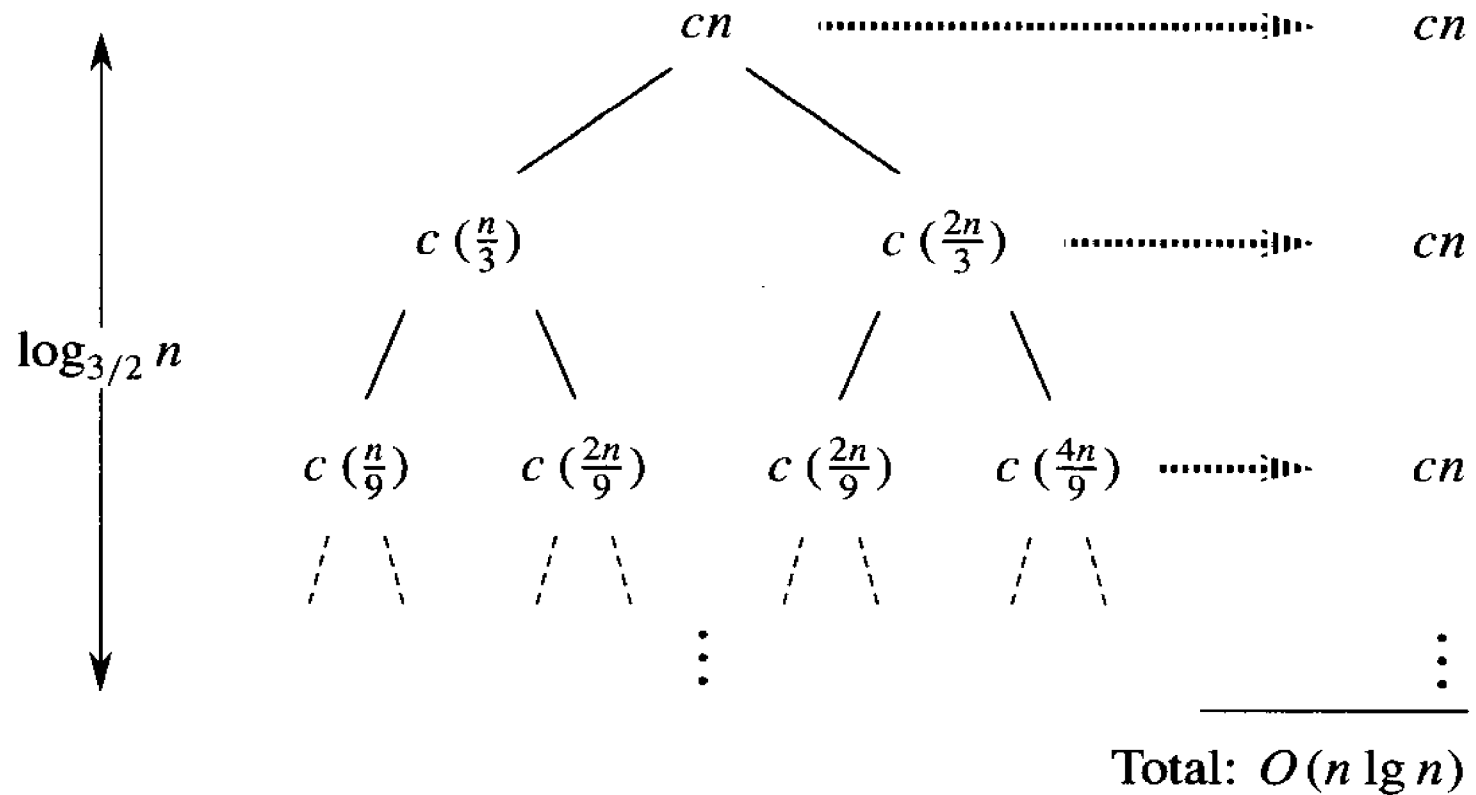 cn cn
c (n/3) c (2n/3) cn
log_{3/2} n
c (n/9) c (2n/9) c (2n/9) c (4n/9) cn
Total: O(n lg n)